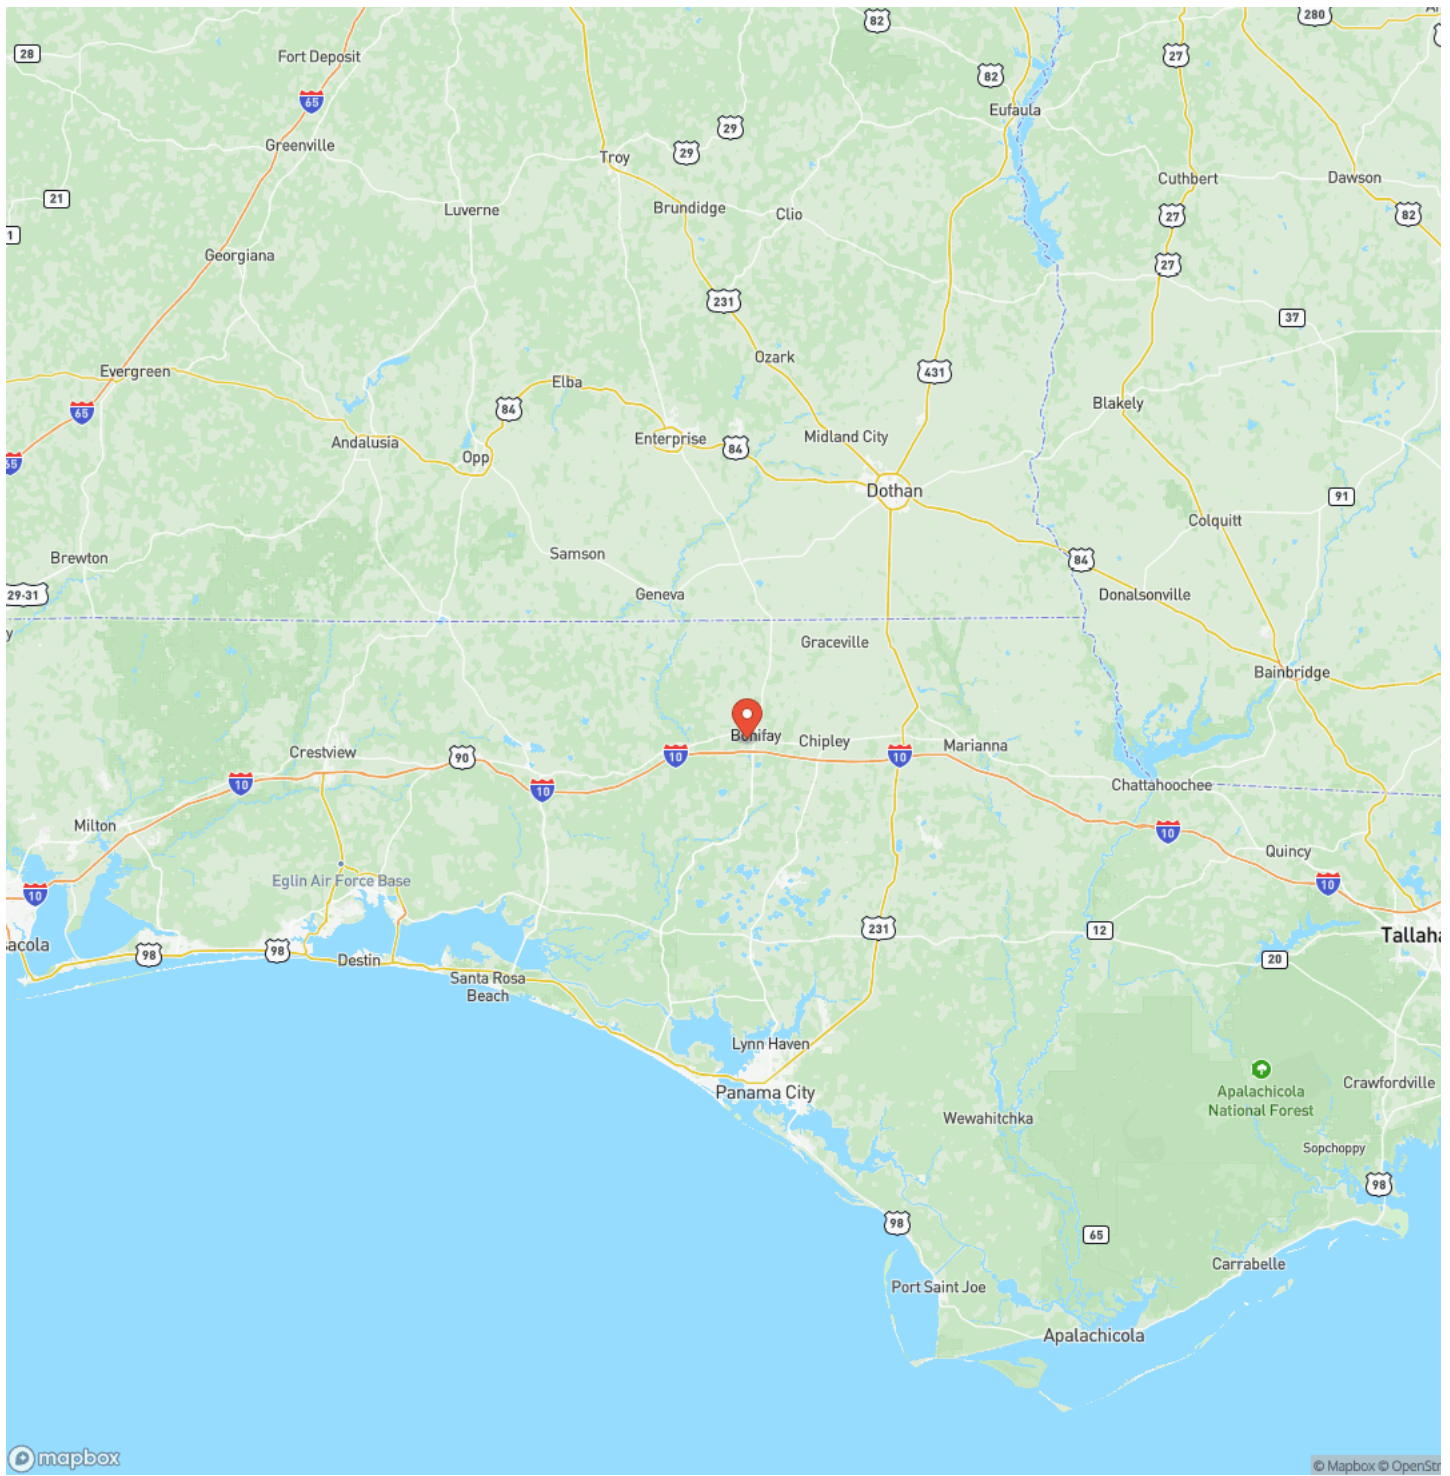 280
82
28
27
Fort Deposit
82
65
Eufaula
29
Greenville
29
Troy
Cuthbert
Dawson
21
Brundidge
Luverne
Clio
27
82
1
Georgiana
27
231
37
Ozark
Evergreen
Elba
431
Blakely
84
65
Midland City
Enterprise
Andalusia
84
Opp
65
Dothan
91
Colquitt
Samson
Brewton
84
29-31
Geneva
Donalsonville
y
Graceville
Bainbridge
Bonifay
Chipley
Marianna
Crestview
90
10
10
10
Chattahoochee
10
Milton
10
Quincy
Eglin Air Force Base
10
10
231
12
Tallaha
sacola
98
98
Destin
20
Santa Rosa
Beach
Lynn Haven
Panama City
Crawfordville
Apalachicola
National Forest
Wewahitchka
Sopchoppy
98
98
65
Carrabelle
Port Saint Joe
Apalachicola
mapbox
© Mapbox © OpenStr